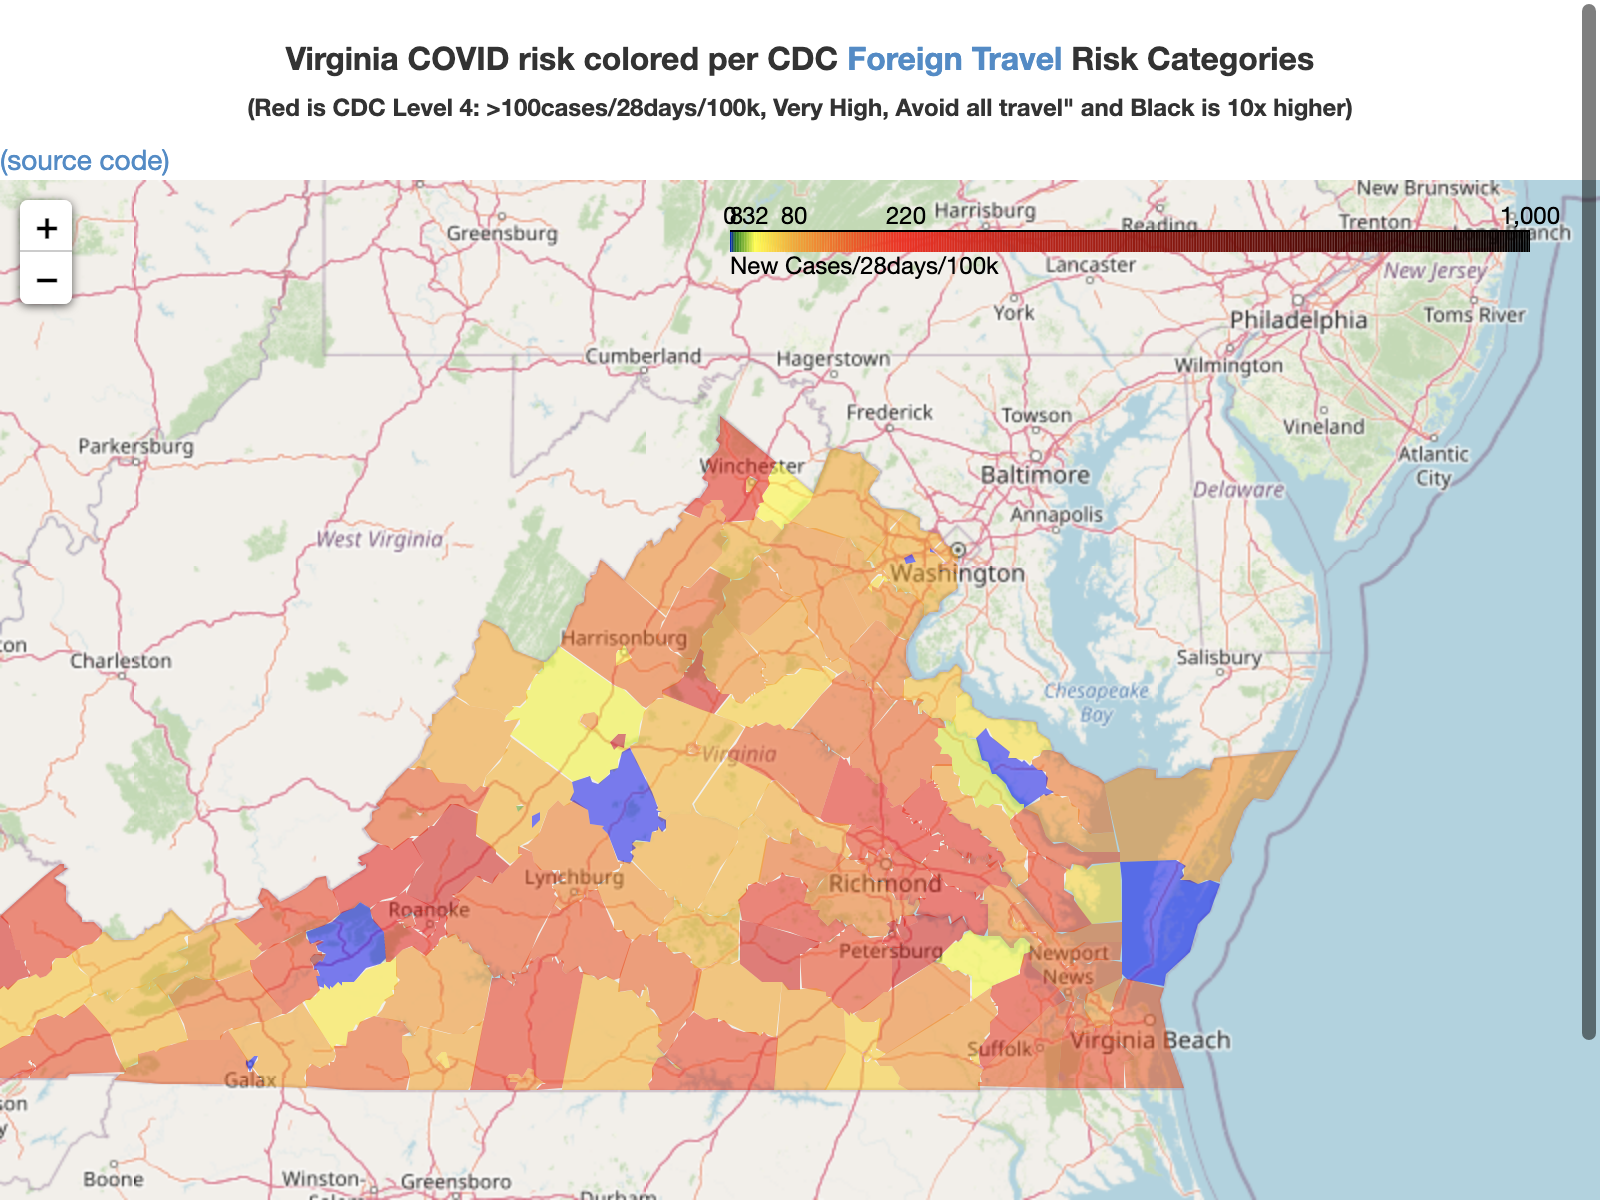 Virginia COVID risk colored per CDC Foreign Travel Risk Categories
(Red is CDC Level 4: >100cases/28days/100k, Very High, Avoid all travel" and Black is 10x higher)
(source code)
+
−
0 8 32 80 220 1,000
New Cases/28days/100k
New Brunswick
Greensburg
Harrisburg
Reading
Trenton
Long Branch
Lancaster
New Jersey
York
Philadelphia
Toms River
Cumberland
Hagerstown
Wilmington
Frederick
Towson
Vineland
Parkersburg
Winchester
Baltimore
Atlantic
City
Delaware
Annapolis
West Virginia
Washington
Harrisonburg
Charleston
Salisbury
Chesapeake
Bay
Virginia
Lynchburg
Richmond
Roanoke
Petersburg
Newport
News
Virginia Beach
Suffolk
Galax
Boone
Winston-
Salem
Greensboro
Durham